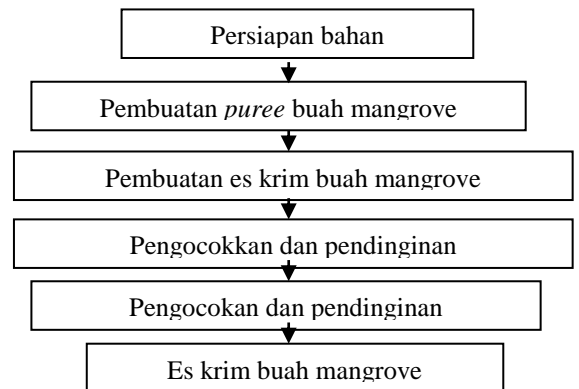 Persiapan bahan
Pembuatan puree buah mangrove
Pembuatan es krim buah mangrove
Pengocokkan dan pendinginan
Pengocokan dan pendinginan
Es krim buah mangrove